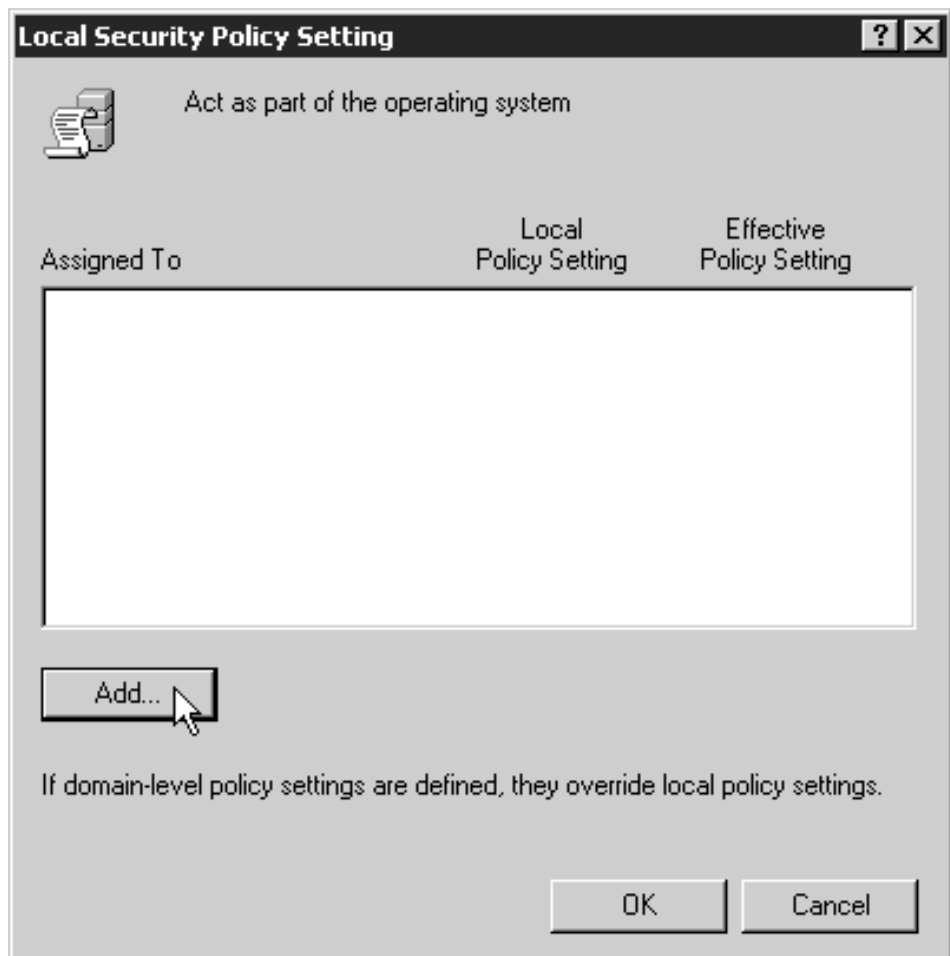 Local Security Policy Setting
Act as part of the operating system
Assigned To
Local
Policy Setting
Effective
Policy Setting
Add...
If domain-level policy settings are defined, they override local policy settings.
OK
Cancel